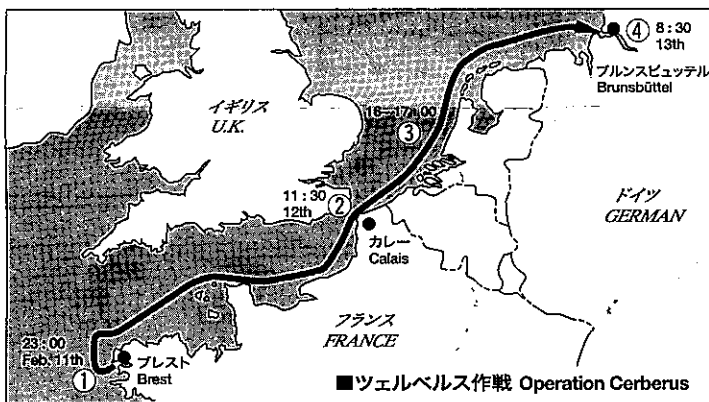 ④ 8:30
13th
ブルンスビュッテル
Brunsbüttel
イギリス
U.K.
16-17:00
③
11:30
12th
②
ドイツ
GERMAN
カレー
Calais
フランス
FRANCE
23:00
Feb. 11th
①
ブレスト
Brest
■ツェルベルス作戦 Operation Cerberus